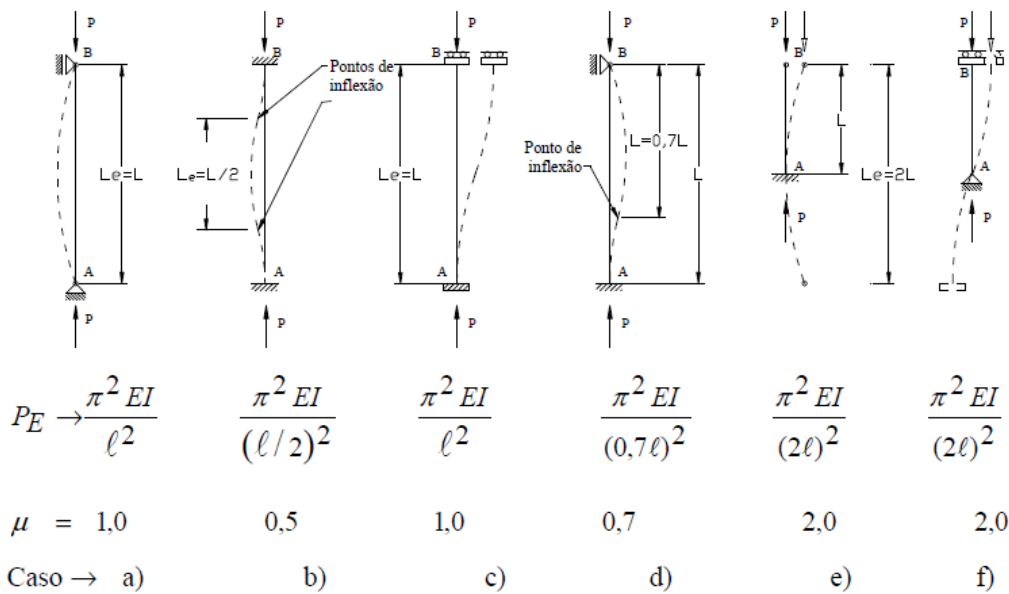 P P P P P P
B B B B B B
Pontos de
inflexão
Le=L
Le=L/2
Le=L
Ponto de
inflexão
L=0,7L
L
L
Le=2L
A A A A A A
P P P P P P
P_E → π² EI / ℓ² π² EI / (ℓ/2)² π² EI / ℓ² π² EI / (0,7ℓ)² π² EI / (2ℓ)² π² EI / (2ℓ)²
μ = 1,0 0,5 1,0 0,7 2,0 2,0
Caso → a) b) c) d) e) f)